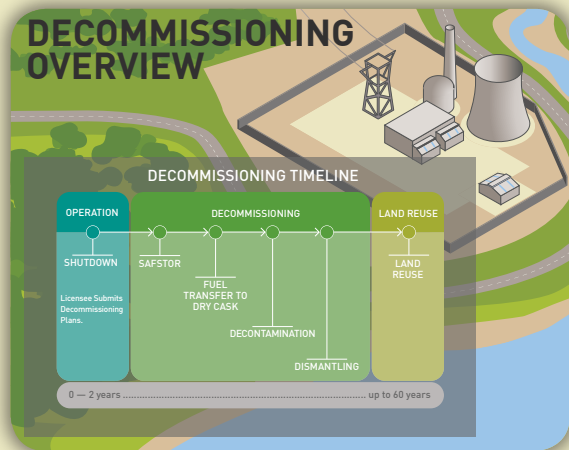 DECOMMISSIONING
OVERVIEW
DECOMMISSIONING TIMELINE
OPERATION
DECOMMISSIONING
LAND REUSE
SHUTDOWN
SAFSTOR
LAND
REUSE
FUEL
TRANSFER TO
DRY CASK
Licensee Submits
Decommissioning
Plans.
DECONTAMINATION
DISMANTLING
0 — 2 years ........................................................................ up to 60 years